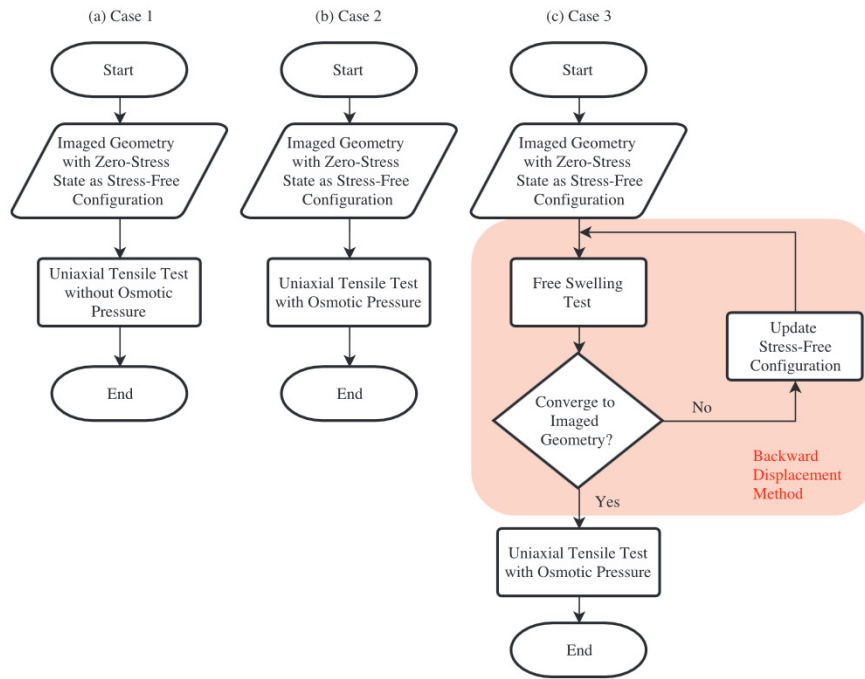 (a) Case 1
Start
Imaged Geometry
with Zero-Stress
State as Stress-Free
Configuration
Uniaxial Tensile Test
without Osmotic
Pressure
End
(b) Case 2
Start
Imaged Geometry
with Zero-Stress
State as Stress-Free
Configuration
Uniaxial Tensile Test
with Osmotic Pressure
End
(c) Case 3
Start
Imaged Geometry
with Zero-Stress
State as Stress-Free
Configuration
Free Swelling
Test
Update
Stress-Free
Configuration
Converge to
Imaged
Geometry?
No
Backward
Displacement
Method
Yes
Uniaxial Tensile Test
with Osmotic Pressure
End